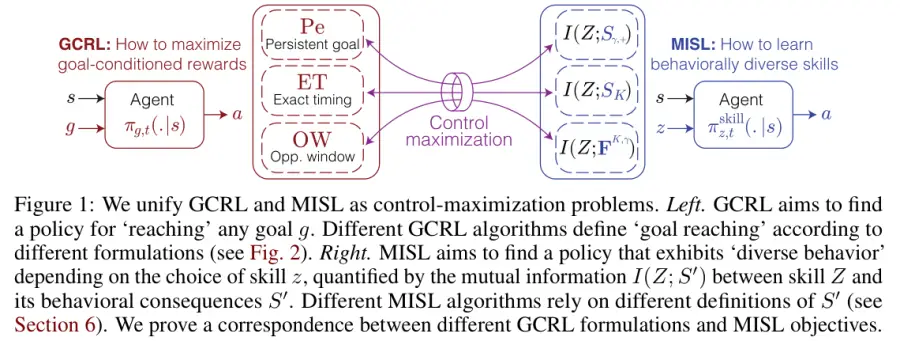 GCRL: How to maximize
goal-conditioned rewards
s
g
Agent
π_{g,t}(.|s)
a
Pe
Persistent goal
ET
Exact timing
OW
Opp. window
Control
maximization
I(Z;S_{γ,+})
I(Z;S_K)
I(Z;F^{K,γ})
MISL: How to learn
behaviorally diverse skills
s
z
Agent
π^{skill}_{z,t}(.|s)
a
Figure 1: We unify GCRL and MISL as control-maximization problems. Left. GCRL aims to find
a policy for ‘reaching’ any goal g. Different GCRL algorithms define ‘goal reaching’ according to
different formulations (see Fig. 2). Right. MISL aims to find a policy that exhibits ‘diverse behavior’
depending on the choice of skill z, quantified by the mutual information I(Z; S′) between skill Z and
its behavioral consequences S′. Different MISL algorithms rely on different definitions of S′ (see
Section 6). We prove a correspondence between different GCRL formulations and MISL objectives.